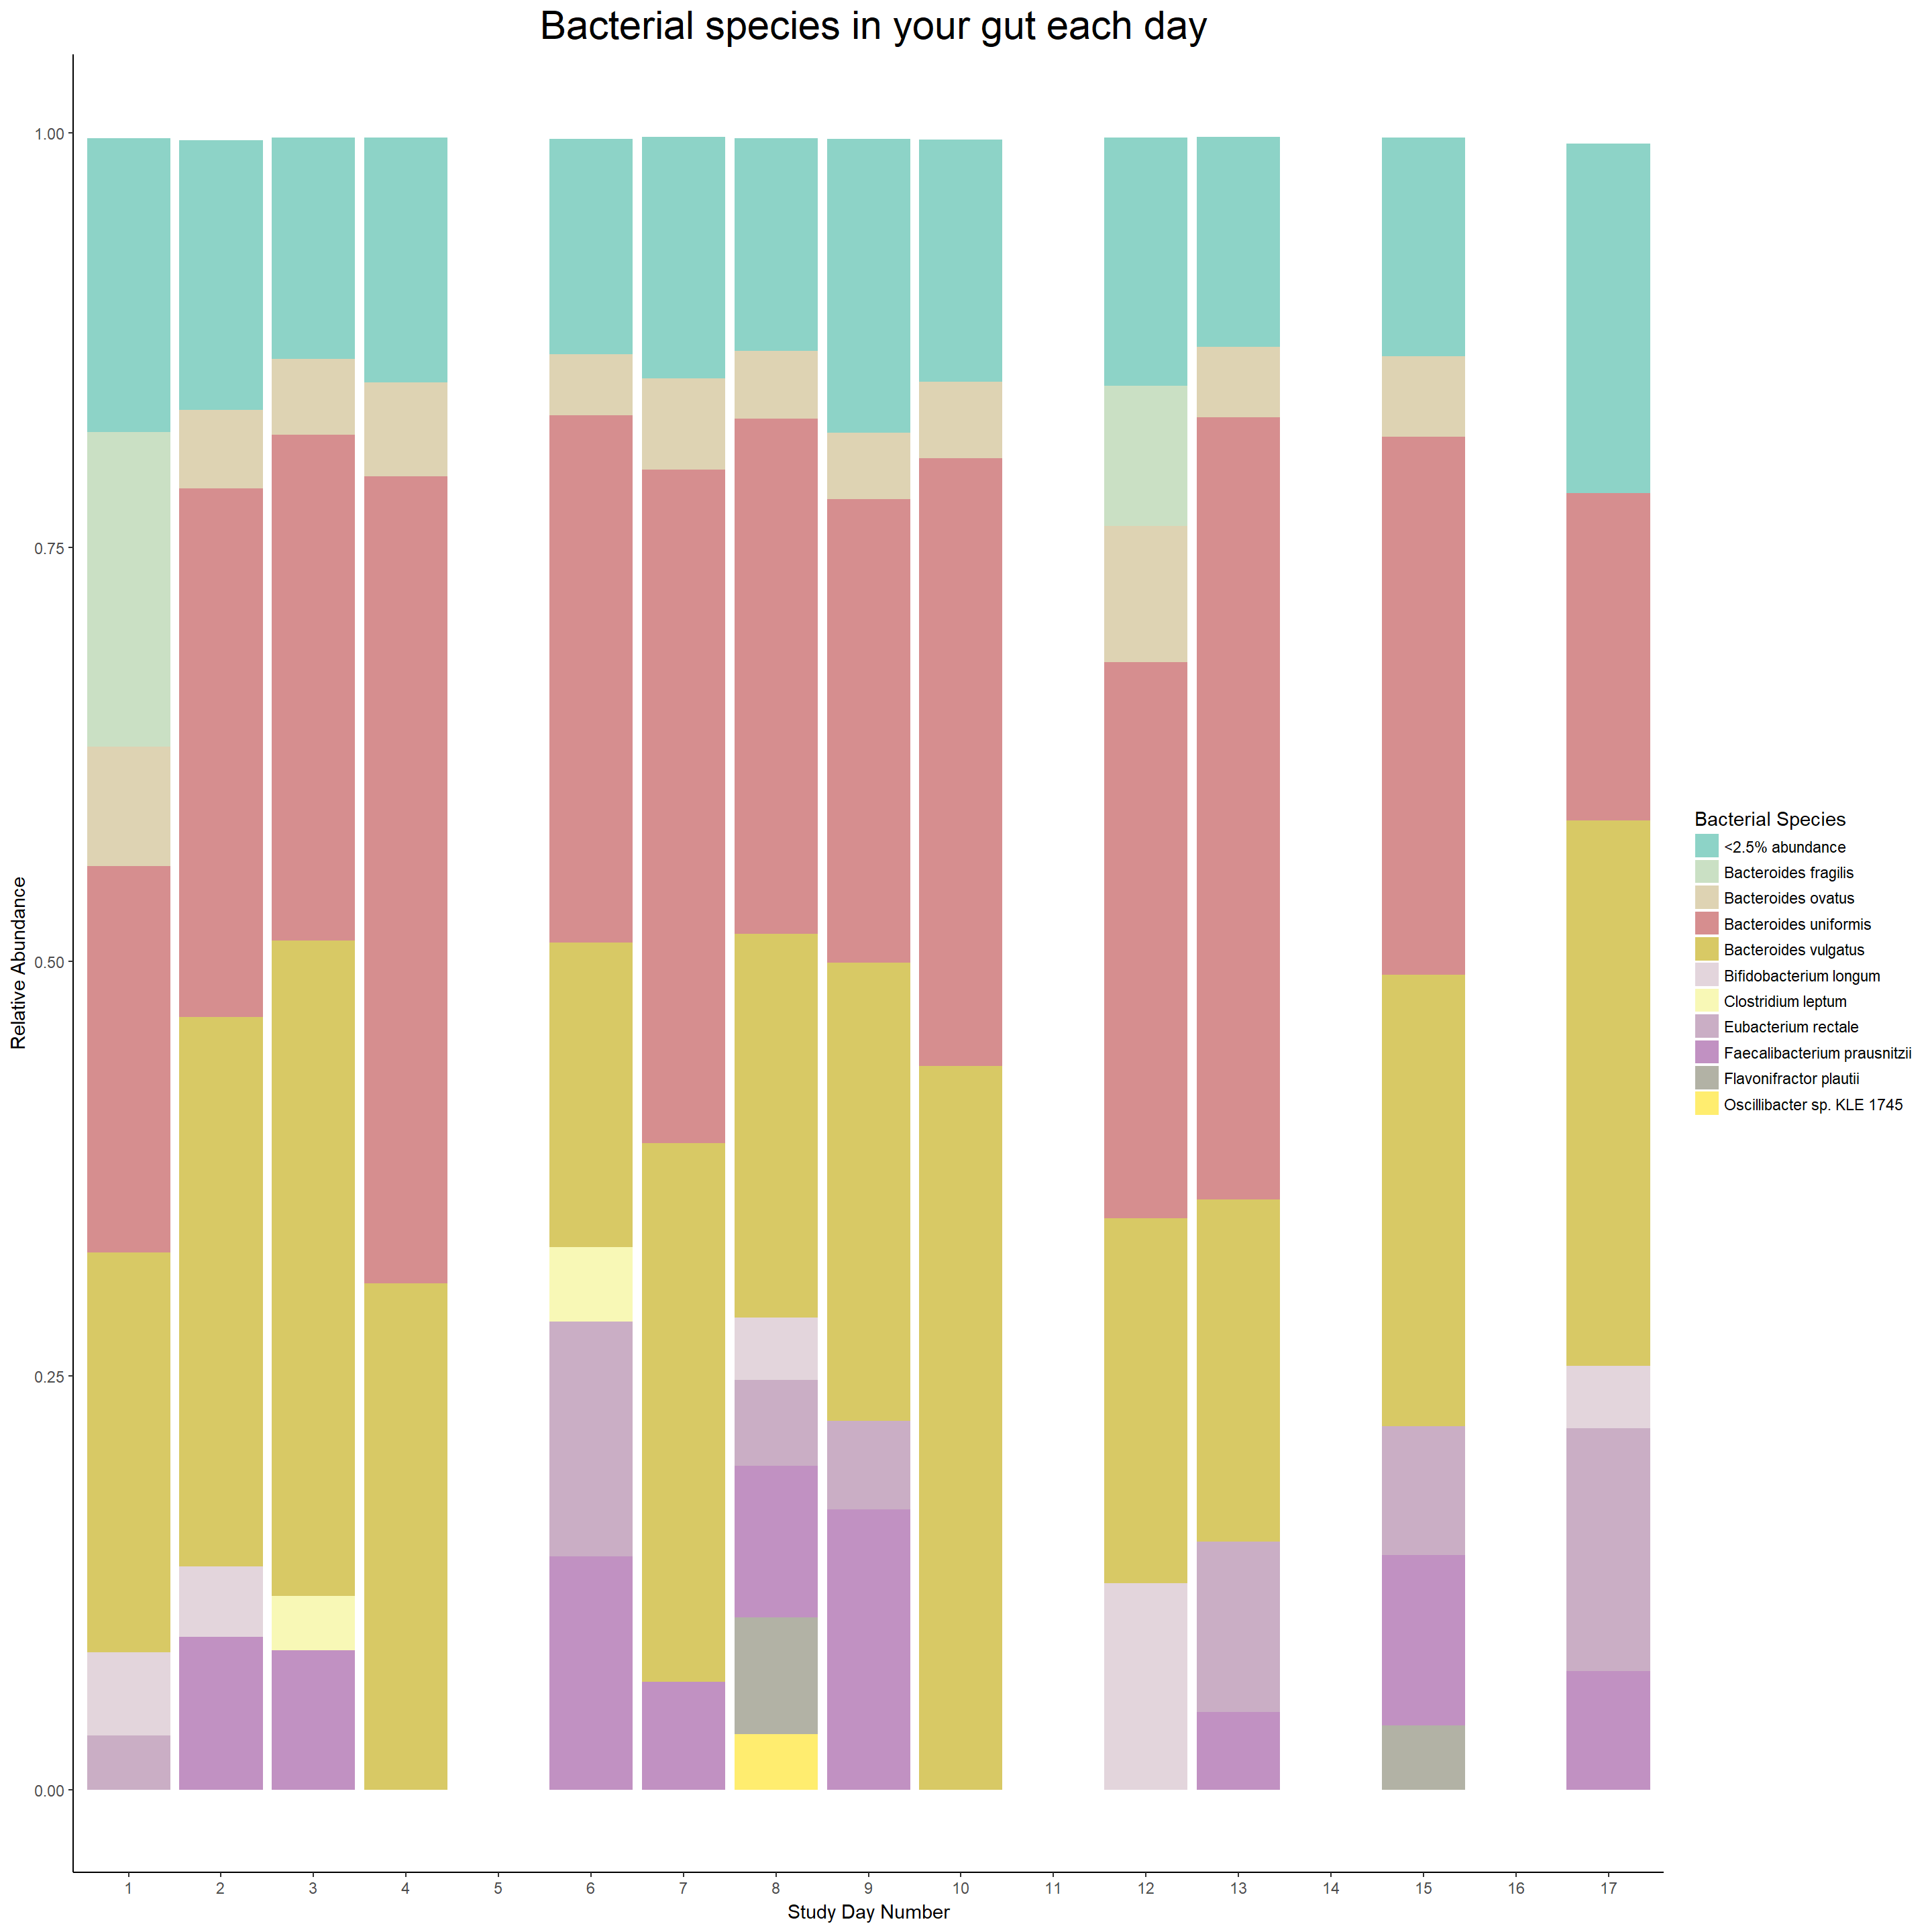 Bacterial species in your gut each day
1.00
0.75
0.50
0.25
0.00
Relative Abundance
1 2 3 4 5 6 7 8 9 10 11 12 13 14 15 16 17
Study Day Number
Bacterial Species
<2.5% abundance
Bacteroides fragilis
Bacteroides ovatus
Bacteroides uniformis
Bacteroides vulgatus
Bifidobacterium longum
Clostridium leptum
Eubacterium rectale
Faecalibacterium prausnitzii
Flavonifractor plautii
Oscillibacter sp. KLE 1745